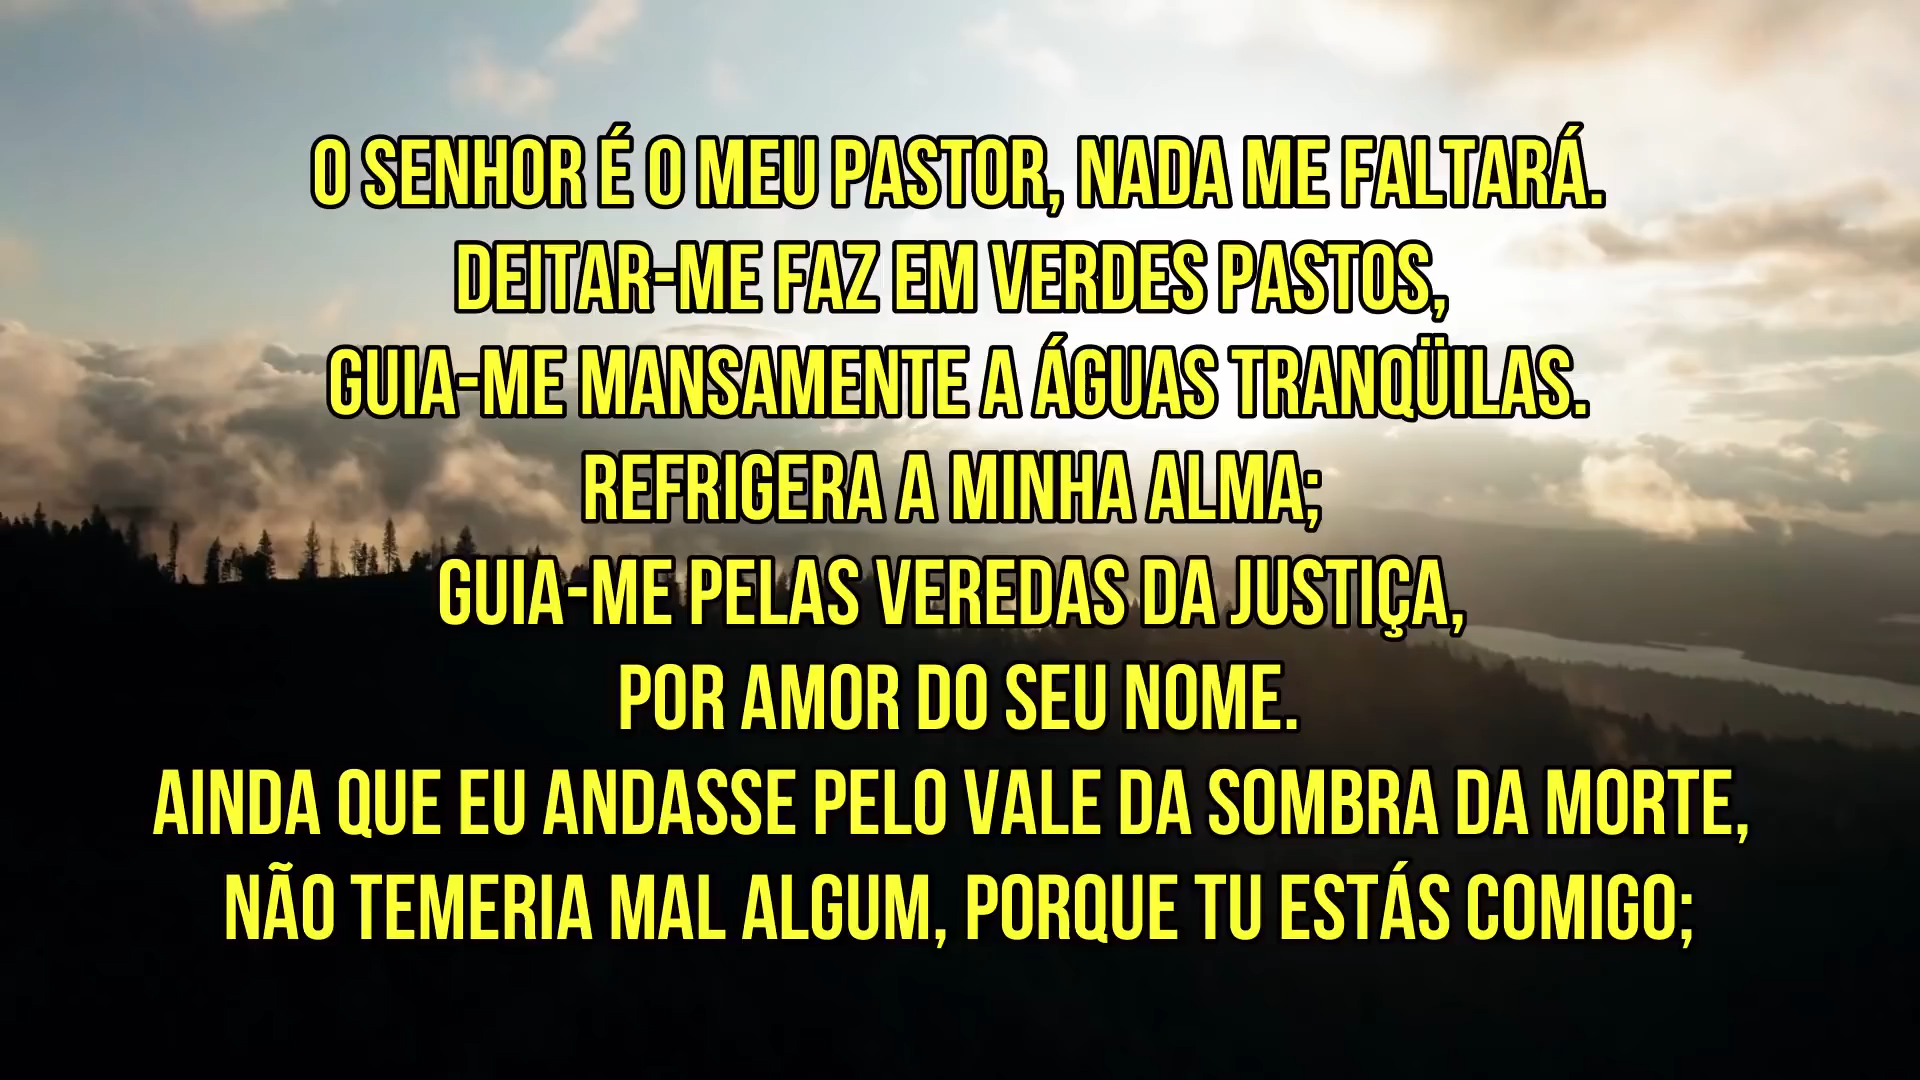 O SENHOR É O MEU PASTOR, NADA ME FALTARÁ.
DEITAR-ME FAZ EM VERDES PASTOS,
GUIA-ME MANSAMENTE A ÁGUAS TRANQÜILAS.
REFRIGERA A MINHA ALMA;
GUIA-ME PELAS VEREDAS DA JUSTIÇA,
POR AMOR DO SEU NOME.
AINDA QUE EU ANDASSE PELO VALE DA SOMBRA DA MORTE,
NÃO TEMERIA MAL ALGUM, PORQUE TU ESTÁS COMIGO;